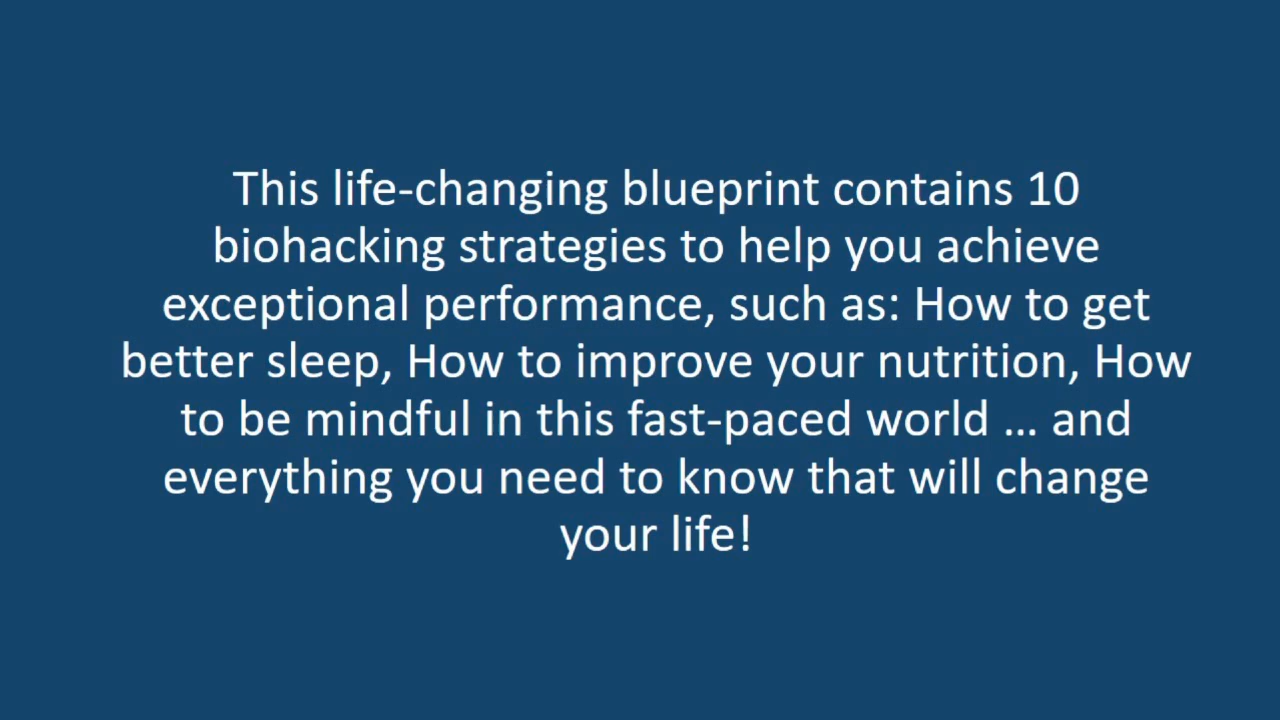 This life-changing blueprint contains 10
biohacking strategies to help you achieve
exceptional performance, such as: How to get
better sleep, How to improve your nutrition, How
to be mindful in this fast-paced world … and
everything you need to know that will change
your life!